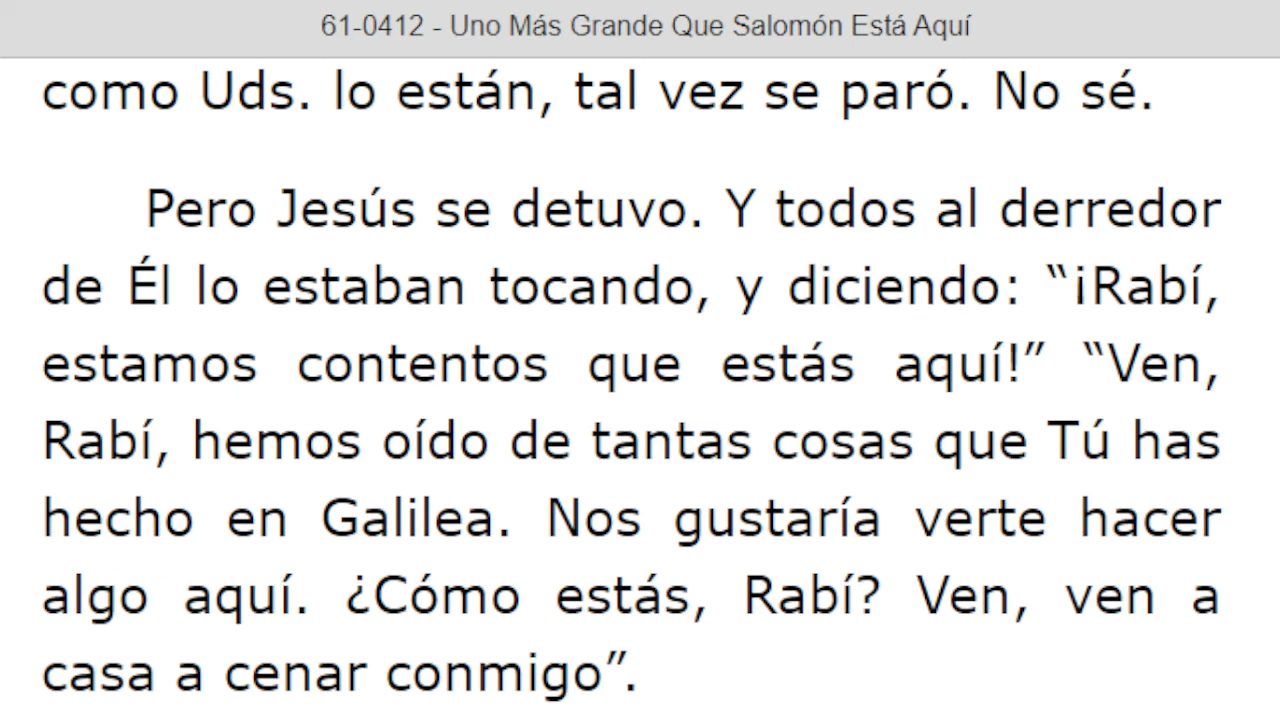 61-0412 - Uno Más Grande Que Salomón Está Aquí
como Uds. lo están, tal vez se paró. No sé.
Pero Jesús se detuvo. Y todos al derredor
de Él lo estaban tocando, y diciendo: “¡Rabí,
estamos contentos que estás aquí!” “Ven,
Rabí, hemos oído de tantas cosas que Tú has
hecho en Galilea. Nos gustaría verte hacer
algo aquí. ¿Cómo estás, Rabí? Ven, ven a
casa a cenar conmigo”.